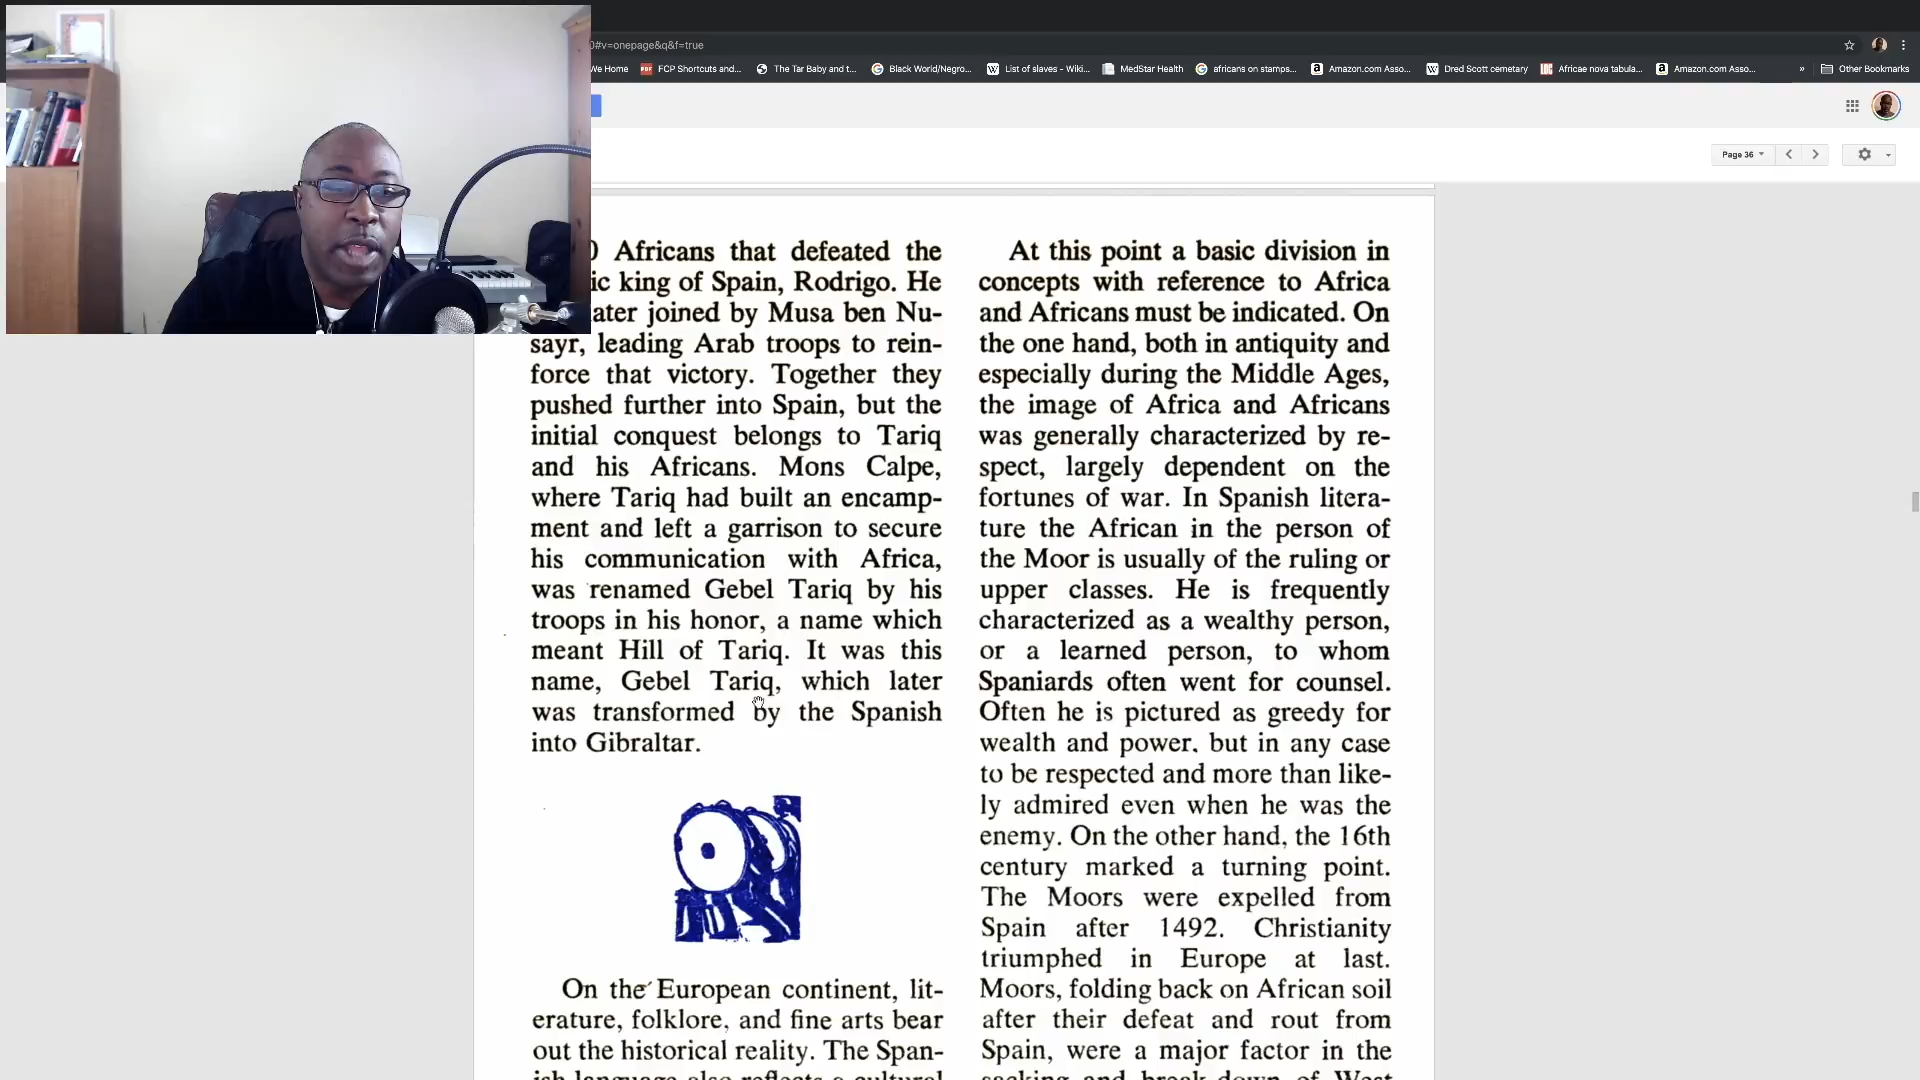 0#v=onepage&q&f=true
We Home
FCP Shortcuts and...
The Tar Baby and t...
Black World/Negro...
List of slaves - Wiki...
MedStar Health
africans on stamps...
Amazon.com Asso...
Dred Scott cemetary
Africae nova tabula...
Amazon.com Asso...
»
Other Bookmarks
Page 36
0 Africans that defeated the
ic king of Spain, Rodrigo. He
ater joined by Musa ben Nu-
sayr, leading Arab troops to rein-
force that victory. Together they
pushed further into Spain, but the
initial conquest belongs to Tariq
and his Africans. Mons Calpe,
where Tariq had built an encamp-
ment and left a garrison to secure
his communication with Africa,
was renamed Gebel Tariq by his
troops in his honor, a name which
meant Hill of Tariq. It was this
name, Gebel Tariq, which later
was transformed by the Spanish
into Gibraltar.
On the European continent, lit-
erature, folklore, and fine arts bear
out the historical reality. The Span-
ish language also reflects a cultural
At this point a basic division in
concepts with reference to Africa
and Africans must be indicated. On
the one hand, both in antiquity and
especially during the Middle Ages,
the image of Africa and Africans
was generally characterized by re-
spect, largely dependent on the
fortunes of war. In Spanish litera-
ture the African in the person of
the Moor is usually of the ruling or
upper classes. He is frequently
characterized as a wealthy person,
or a learned person, to whom
Spaniards often went for counsel.
Often he is pictured as greedy for
wealth and power, but in any case
to be respected and more than like-
ly admired even when he was the
enemy. On the other hand, the 16th
century marked a turning point.
The Moors were expelled from
Spain after 1492. Christianity
triumphed in Europe at last.
Moors, folding back on African soil
after their defeat and rout from
Spain, were a major factor in the
sacking and break-down of West